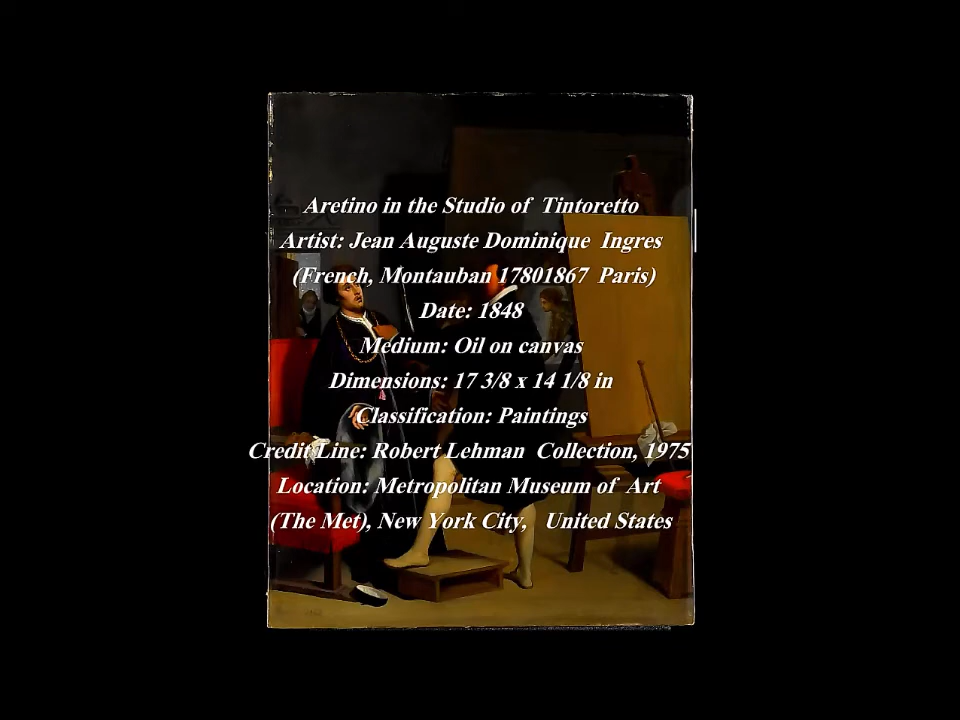 Aretino in the Studio of Tintoretto
Artist: Jean Auguste Dominique Ingres
(French, Montauban 17801867 Paris)
Date: 1848
Medium: Oil on canvas
Dimensions: 17 3/8 x 14 1/8 in
Classification: Paintings
Credit Line: Robert Lehman Collection, 1975
Location: Metropolitan Museum of Art
(The Met), New York City, United States